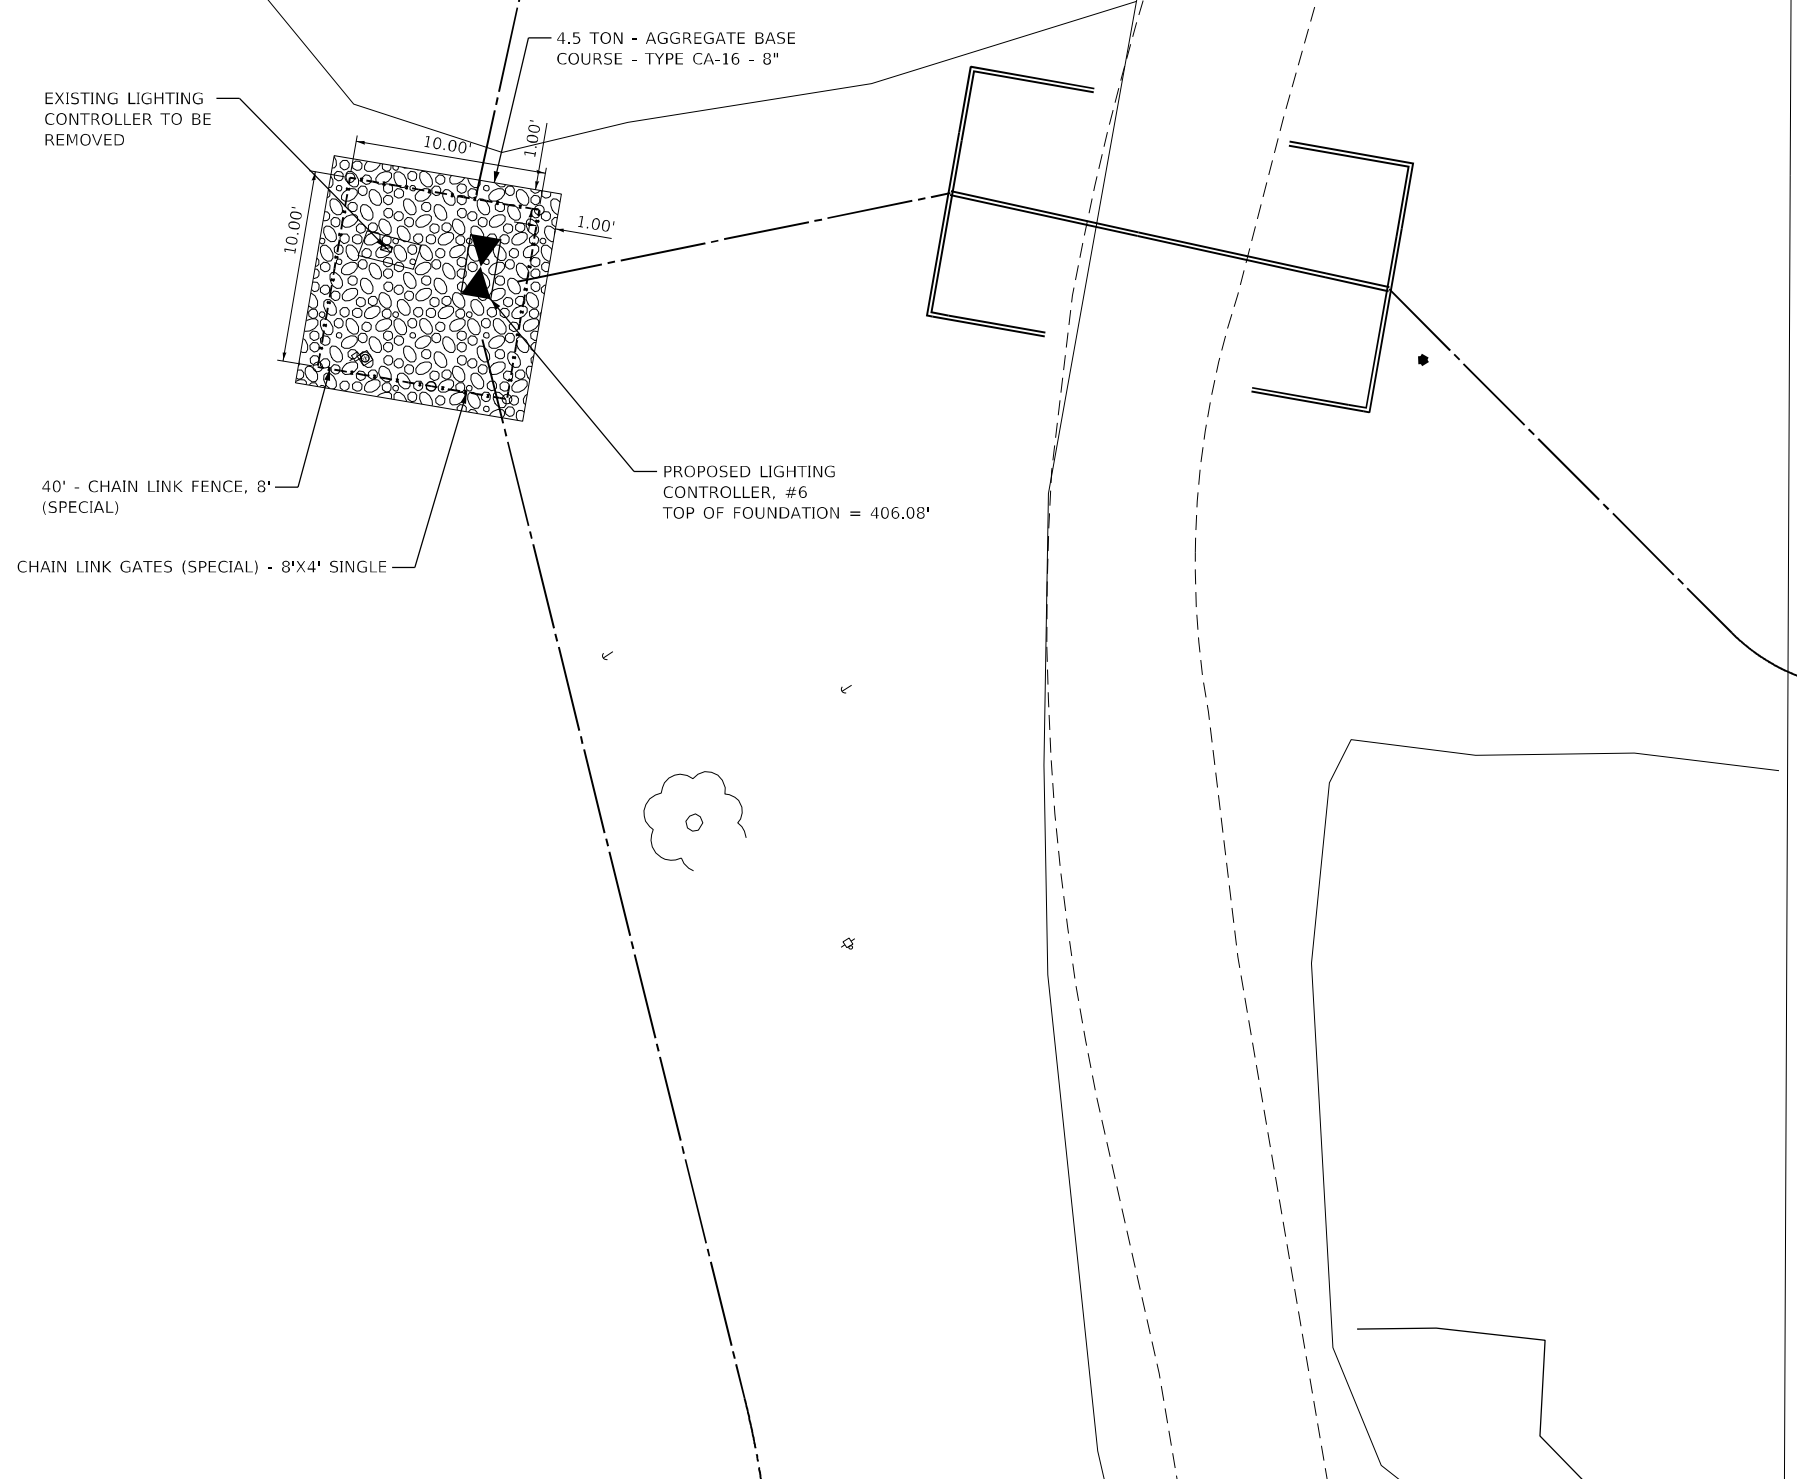 4.5 TON - AGGREGATE BASE
COURSE - TYPE CA-16 - 8"
EXISTING LIGHTING
CONTROLLER TO BE
REMOVED
10.00'
1.00'
10.00'
1.00'
PROPOSED LIGHTING
CONTROLLER, #6
TOP OF FOUNDATION = 406.08'
40' - CHAIN LINK FENCE, 8'
(SPECIAL)
CHAIN LINK GATES (SPECIAL) - 8'X4' SINGLE